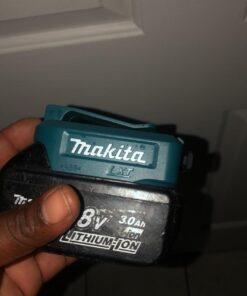 makita
LXT
8V 3.0Ah
LITHIUM-ION